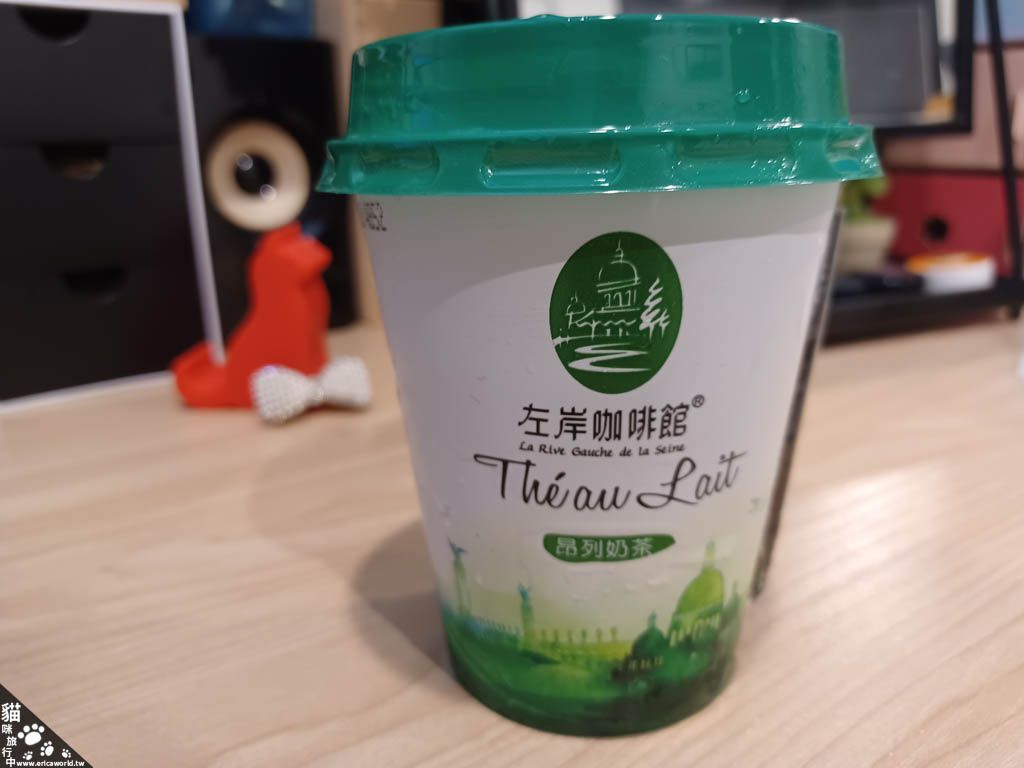 左岸咖啡館®
La Rive Gauche de la Seine
Thé au Lait
昂列奶茶
貓咪旅行中
www.ericaworld.tw